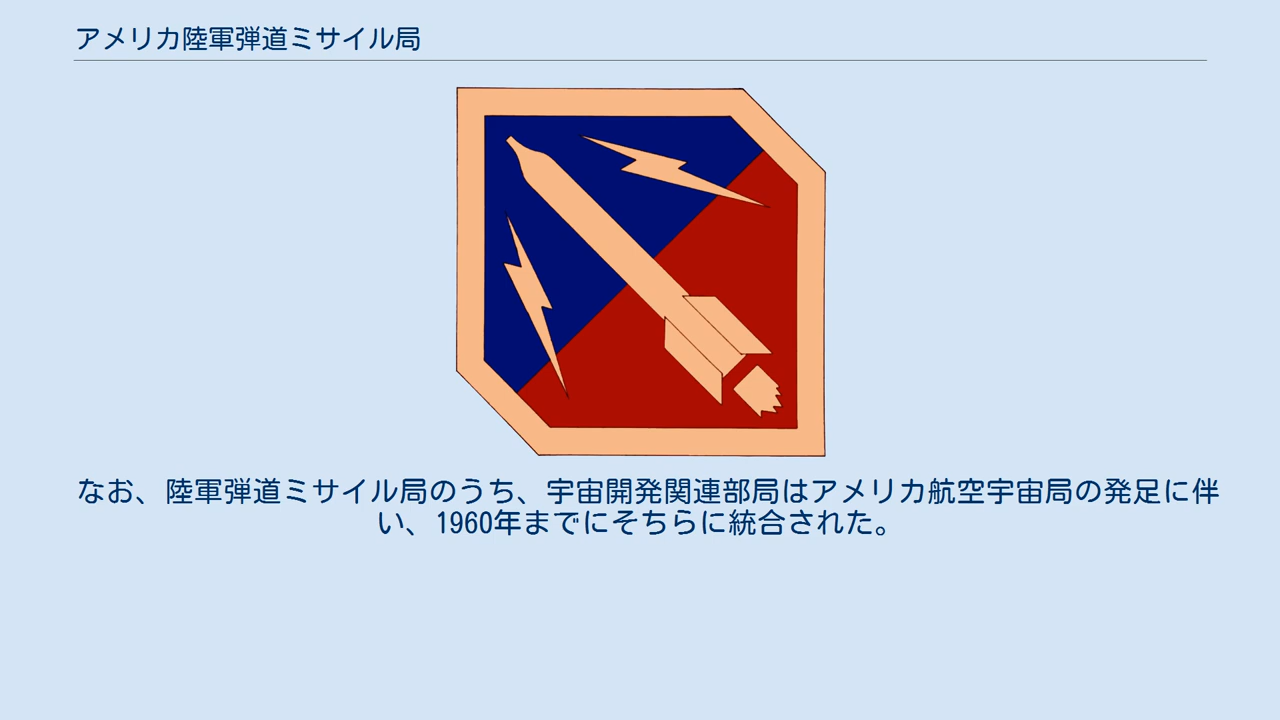 アメリカ陸軍弾道ミサイル局
なお、陸軍弾道ミサイル局のうち、宇宙開発関連部局はアメリカ航空宇宙局の発足に伴
い、1960年までにそちらに統合された。